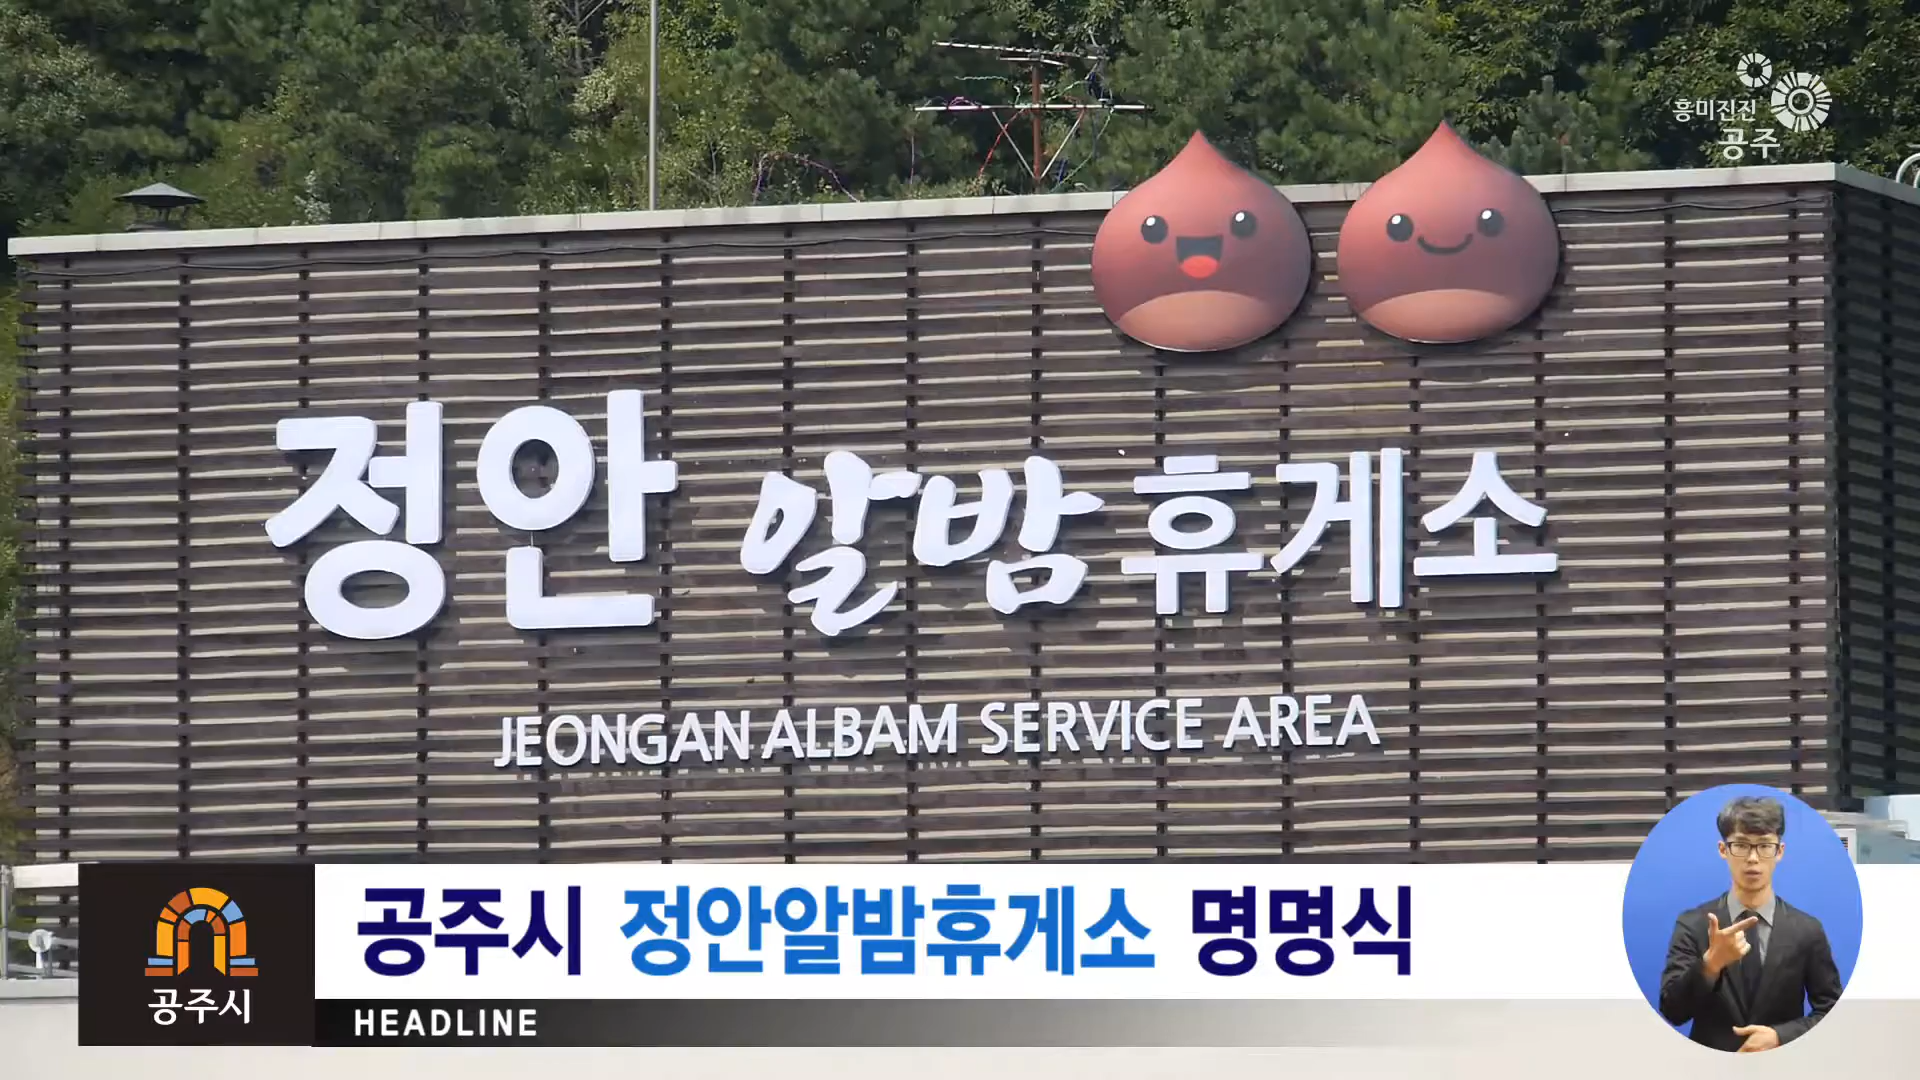 흥미진진
공주
정안 알밤휴게소
JEONGAN ALBAM SERVICE AREA
공주시 정안알밤휴게소 명명식
공주시
HEADLINE